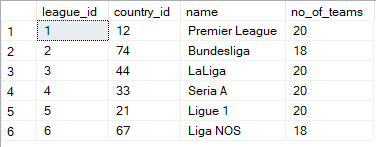 league_id country_id name no_of_teams
1 1 12 Premier League 20
2 2 74 Bundesliga 18
3 3 44 LaLiga 20
4 4 33 Seria A 20
5 5 21 Ligue 1 20
6 6 67 Liga NOS 18